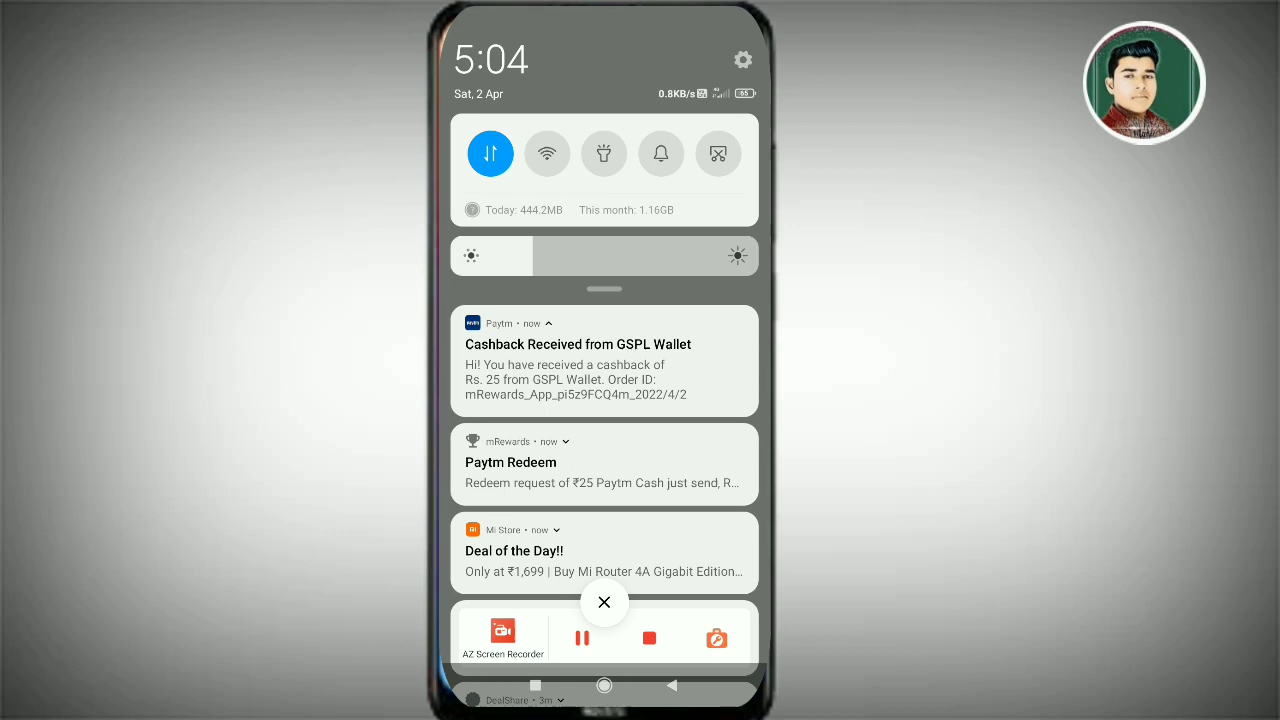 5:04
Sat, 2 Apr
0.8KB/s
65
Today: 444.2MB This month: 1.16GB
Paytm • now
Cashback Received from GSPL Wallet
Hi! You have received a cashback of
Rs. 25 from GSPL Wallet. Order ID:
mRewards_App_pi5z9FCQ4m_2022/4/2
mRewards • now
Paytm Redeem
Redeem request of ₹25 Paytm Cash just send, R...
Mi Store • now
Deal of the Day!!
Only at ₹1,699 | Buy Mi Router 4A Gigabit Edition...
AZ Screen Recorder
DealShare • 3m